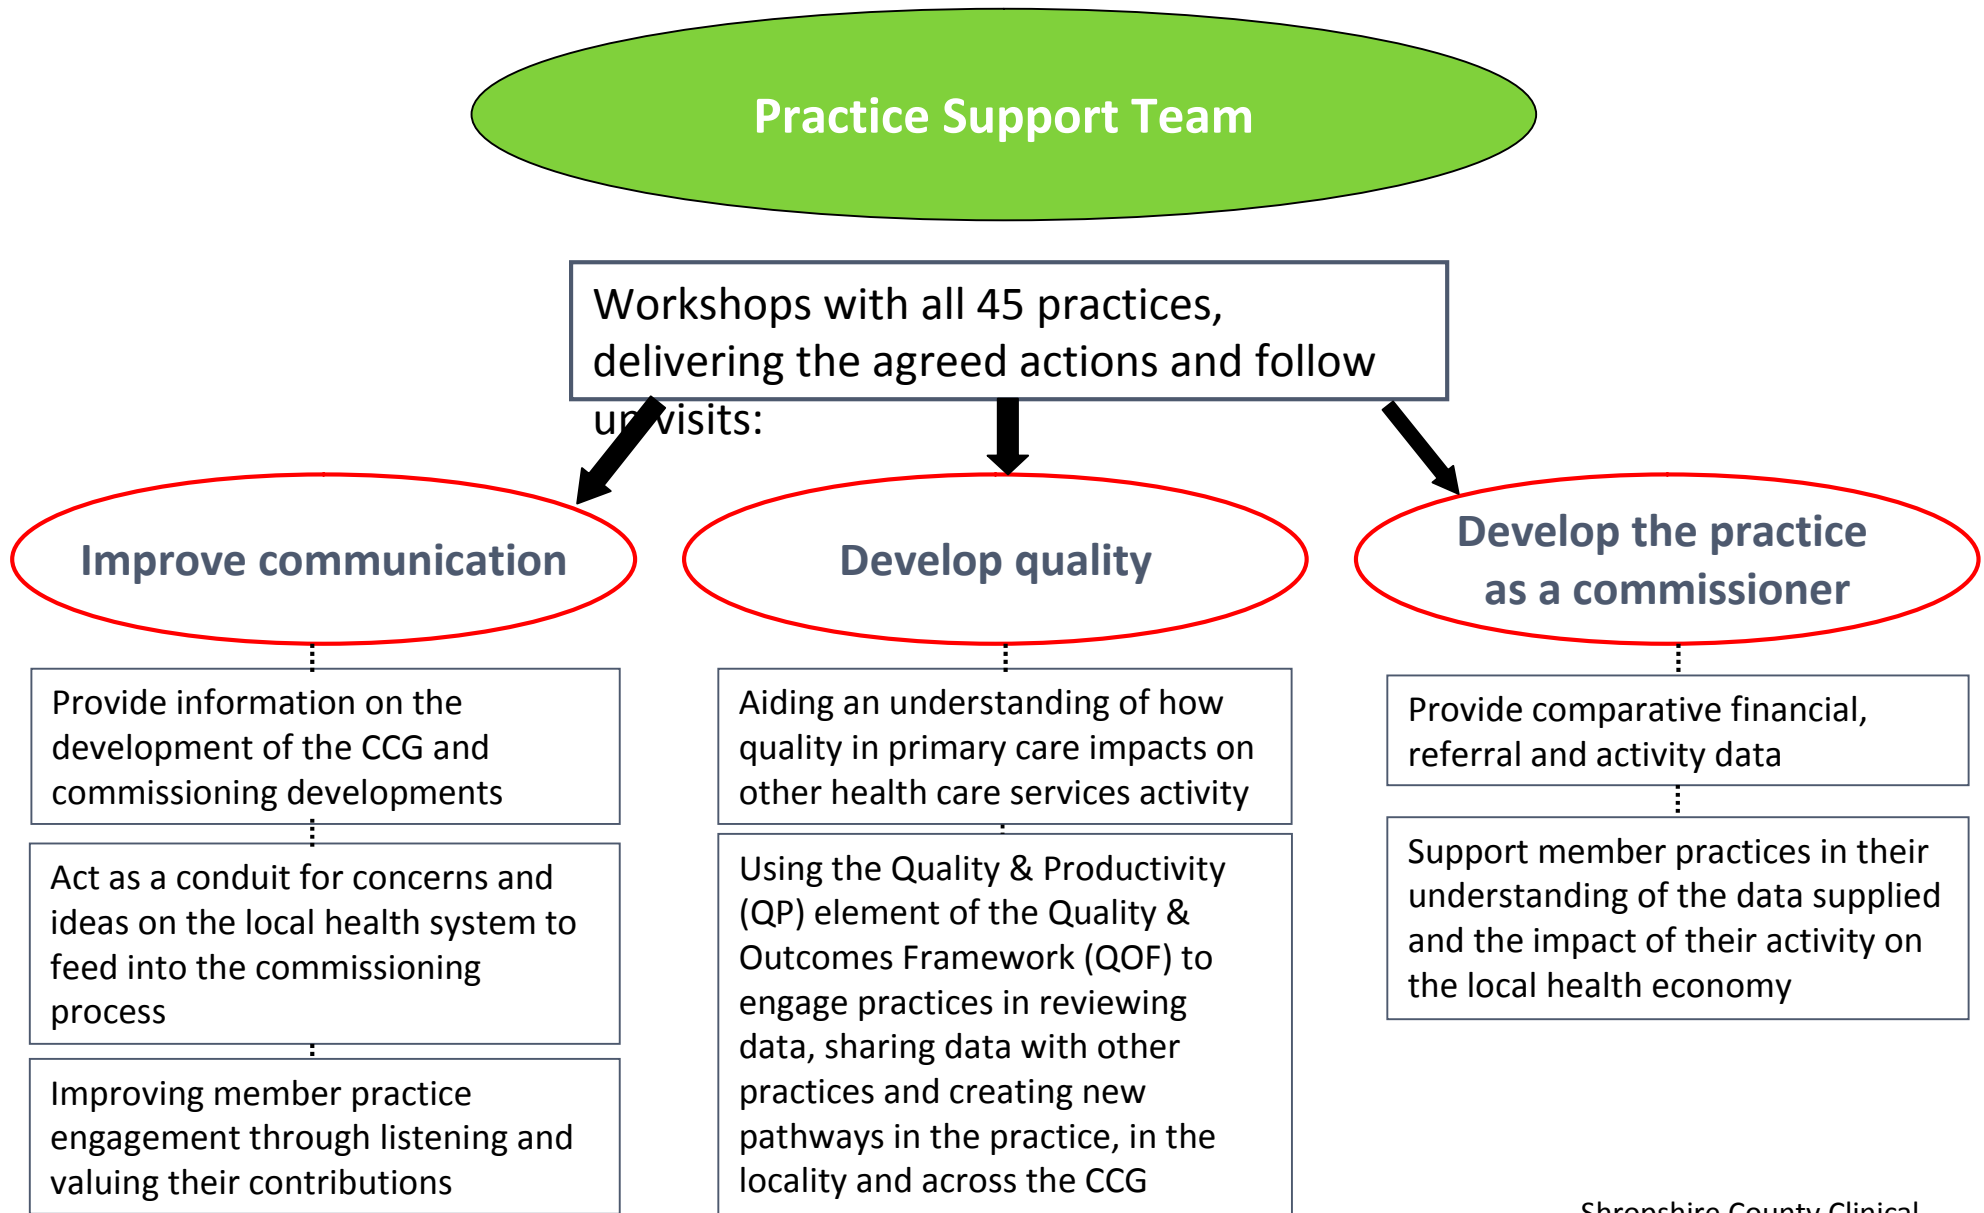 Practice Support Team
Workshops with all 45 practices,
delivering the agreed actions and follow
up visits:
Improve communication
Provide information on the
development of the CCG and
commissioning developments
Act as a conduit for concerns and
ideas on the local health system to
feed into the commissioning
process
Improving member practice
engagement through listening and
valuing their contributions
Develop quality
Aiding an understanding of how
quality in primary care impacts on
other health care services activity
Using the Quality & Productivity
(QP) element of the Quality &
Outcomes Framework (QOF) to
engage practices in reviewing
data, sharing data with other
practices and creating new
pathways in the practice, in the
locality and across the CCG
Develop the practice
as a commissioner
Provide comparative financial,
referral and activity data
Support member practices in their
understanding of the data supplied
and the impact of their activity on
the local health economy
Shropshire County Clinical